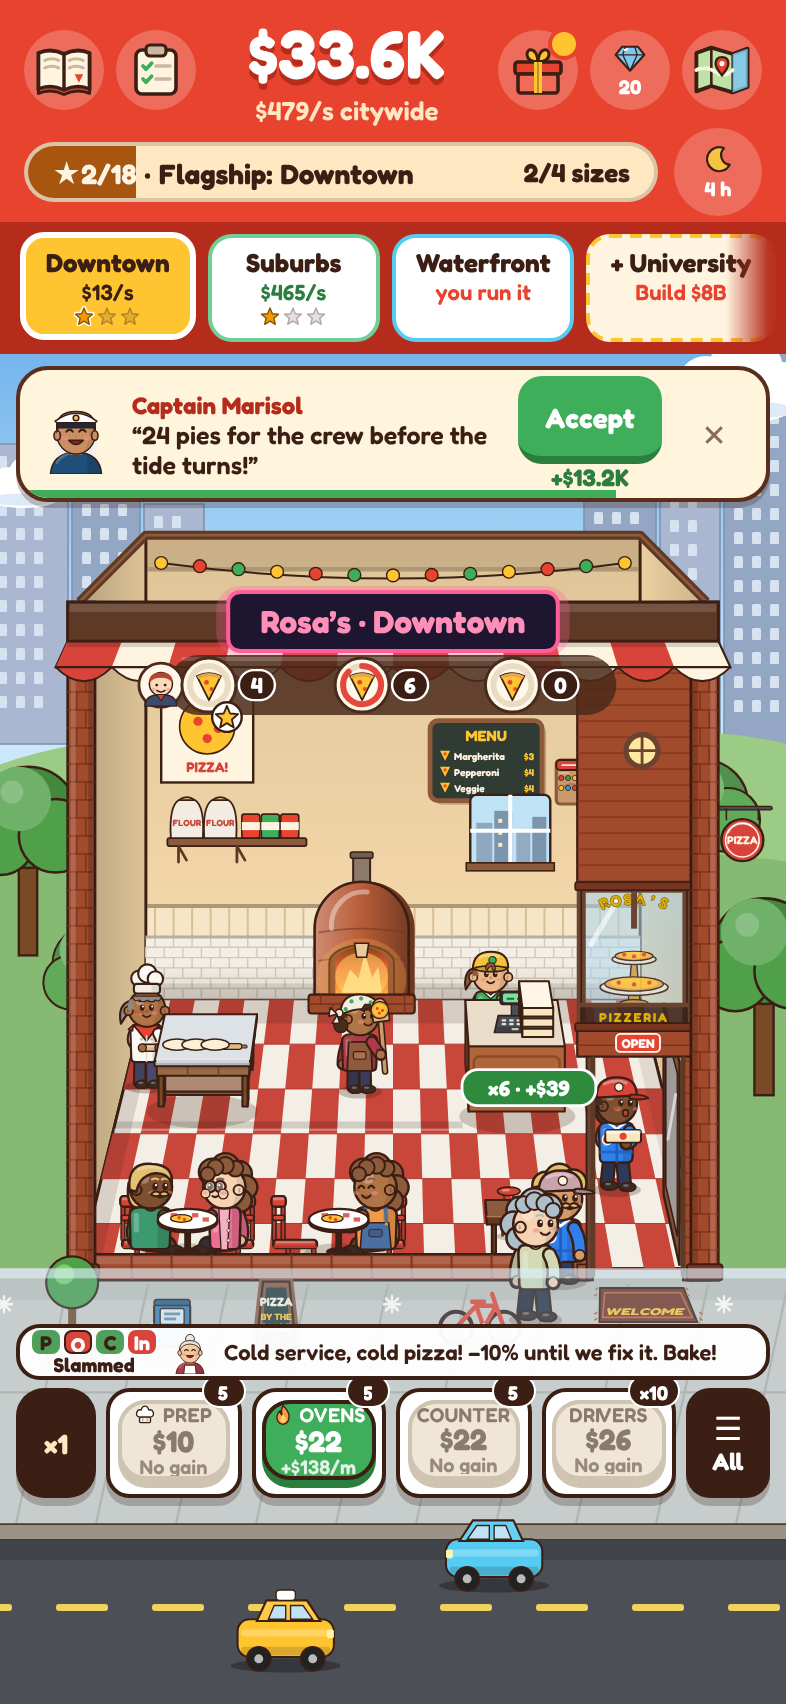 $33.6K
$479/s citywide
20
★2/18 · Flagship: Downtown
2/4 sizes
4 h
Downtown
$13/s
Suburbs
$465/s
Waterfront
you run it
+ University
Build $8B
Captain Marisol
“24 pies for the crew before the
tide turns!”
Accept
+$13.2K
Rosa’s · Downtown
4
6
0
PIZZA!
MENU
Margherita $3
Pepperoni $4
Veggie $4
FLOUR FLOUR
PIZZA
ROSA’S
PIZZERIA
OPEN
x6 · +$39
PIZZA
BY THE
WELCOME
P O C In
Slammed
Cold service, cold pizza! –10% until we fix it. Bake!
x1
5
PREP
$10
No gain
5
OVENS
$22
+$138/m
5
COUNTER
$22
No gain
x10
DRIVERS
$26
No gain
All